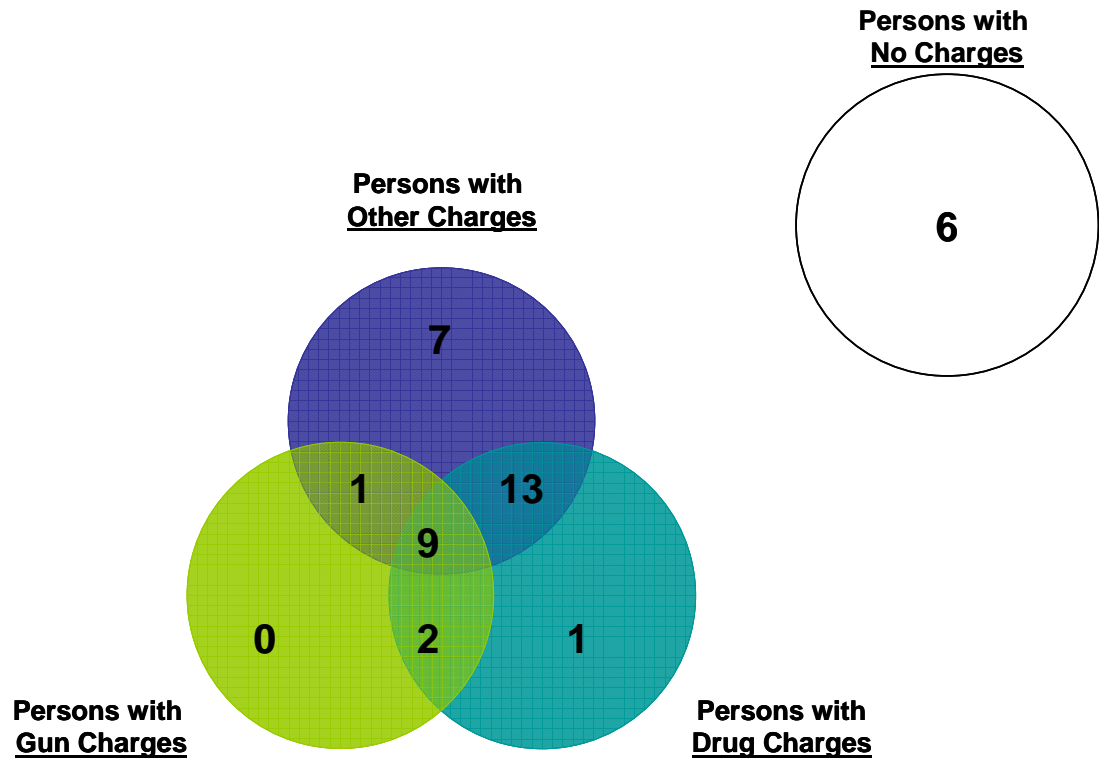 Persons with
No Charges
6
Persons with
Other Charges
7
1
13
9
0
2
1
Persons with
Gun Charges
Persons with
Drug Charges